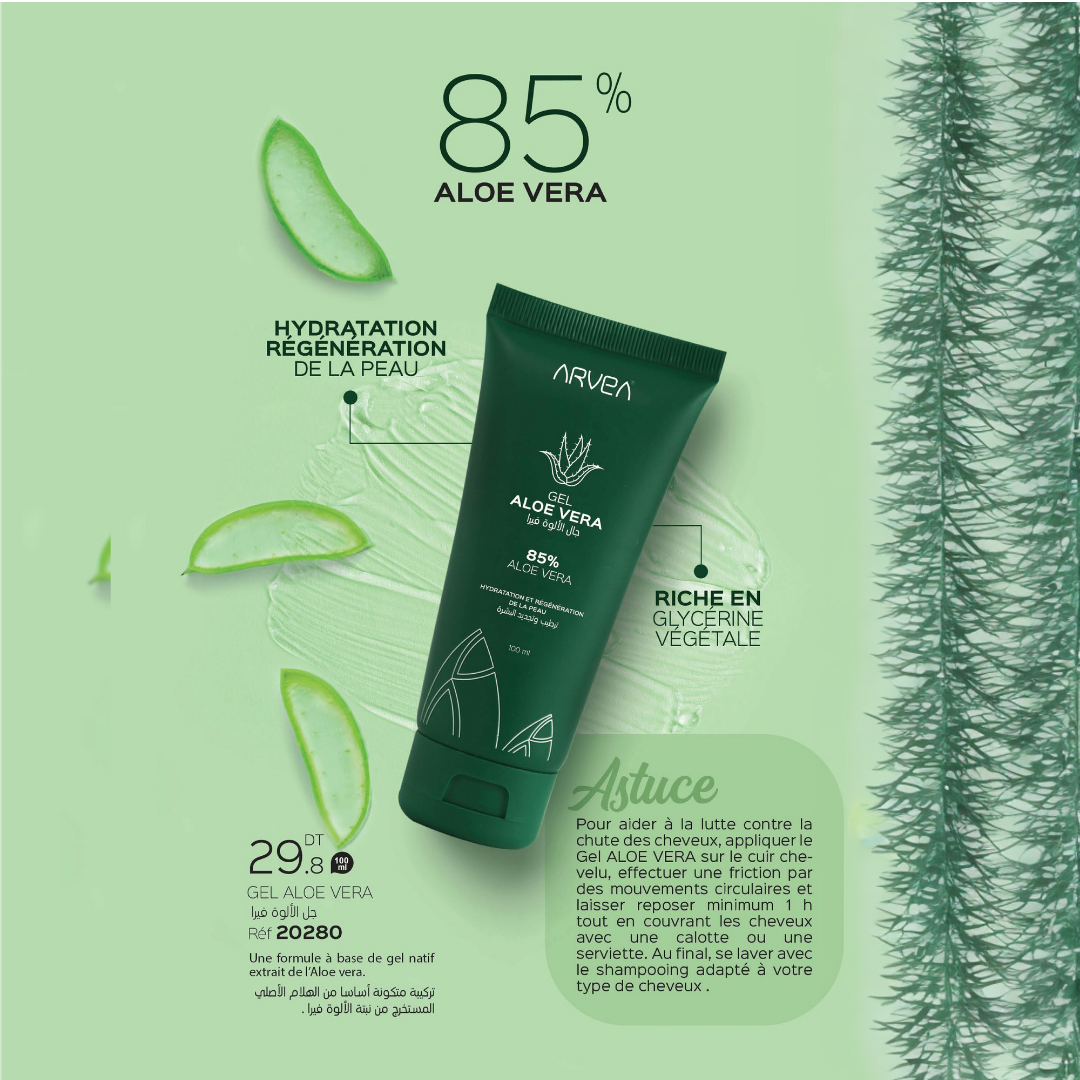 85%
ALOE VERA
HYDRATATION
RÉGÉNÉRATION
DE LA PEAU
ARVEA
GEL
ALOE VERA
جال الألوة فيرا
85%
ALOE VERA
HYDRATATION ET RÉGÉNÉRATION
DE LA PEAU
ترطيب وتجديد البشرة
100 ml
RICHE EN
GLYCÉRINE
VÉGÉTALE
Astuce
Pour aider à la lutte contre la
chute des cheveux, appliquer le
Gel ALOE VERA sur le cuir che-
velu, effectuer une friction par
des mouvements circulaires et
laisser reposer minimum 1 h
tout en couvrant les cheveux
avec une calotte ou une
serviette. Au final, se laver avec
le shampooing adapté à votre
type de cheveux .
29.8 DT
100 ml
GEL ALOE VERA
جل الألوة فيرا
Réf 20280
Une formule à base de gel natif
extrait de l'Aloe vera.
تركيبة متكونة أساسا من الهلام الأصلي
المستخرج من نبتة الألوة فيرا .